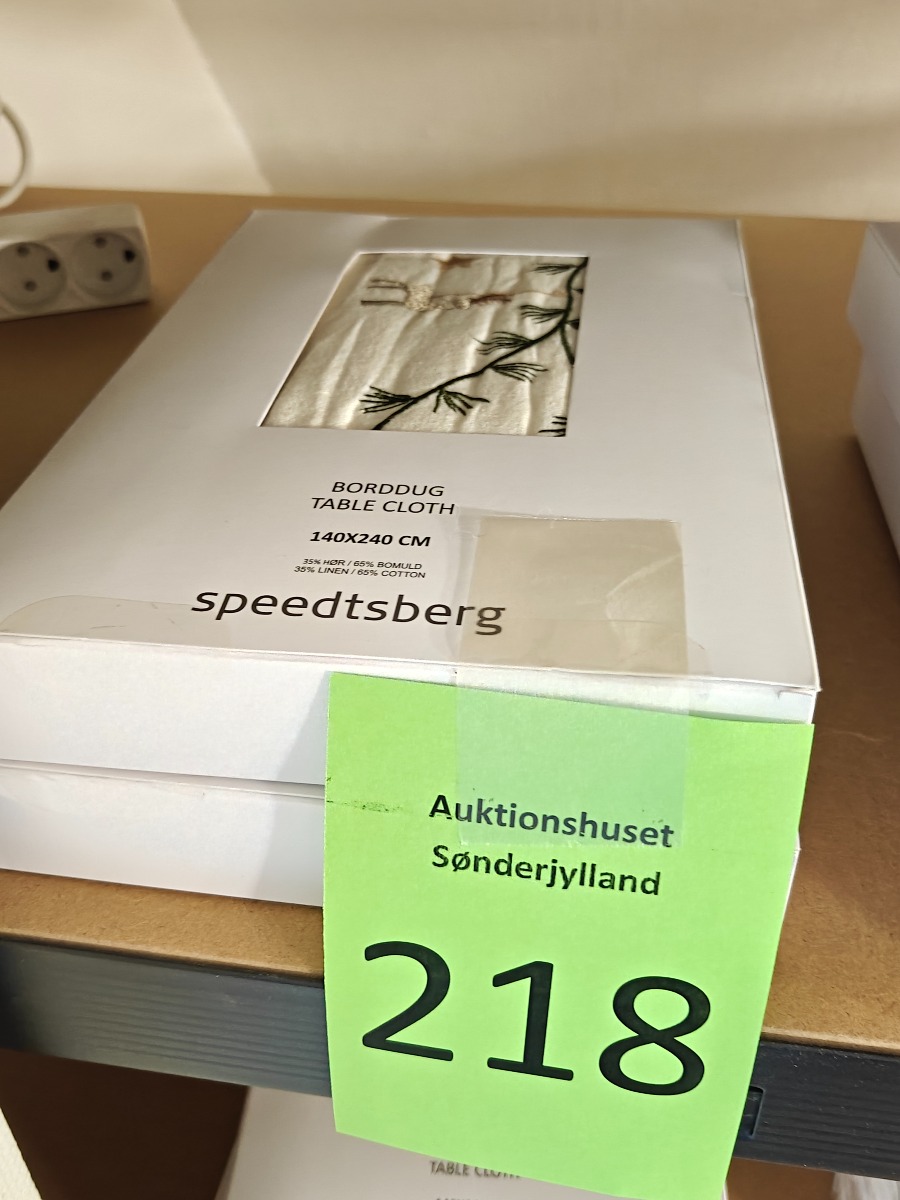 BORDDUG
TABLE CLOTH
140X240 CM
35% HØR / 65% BOMULD
35% LINEN / 65% COTTON
speedtsberg
Auktionshuset
Sønderjylland
218
TABLE CLOTH